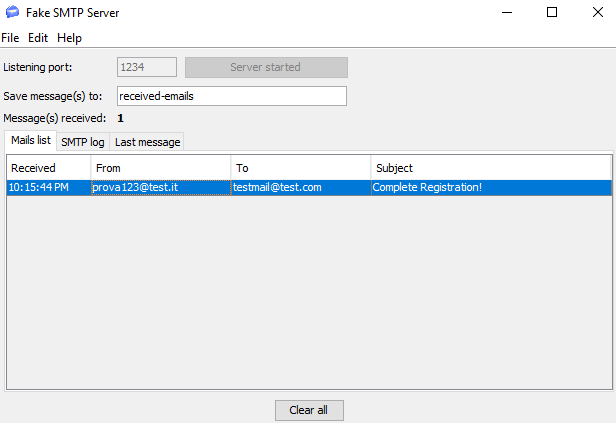 Fake SMTP Server
File Edit Help
Listening port: 1234 Server started
Save message(s) to: received-emails
Message(s) received: 1
Mails list SMTP log Last message
Received From To Subject
10:15:44 PM prova123@test.it testmail@test.com Complete Registration!
Clear all